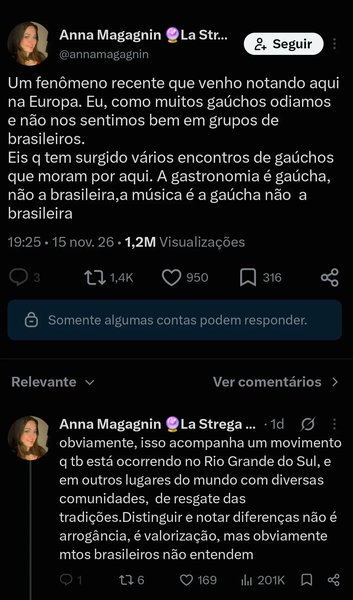 Anna Magagnin 🔮La Str...
@annamagagnin
Seguir
Um fenômeno recente que venho notando aqui
na Europa. Eu, como muitos gaúchos odiamos
e não nos sentimos bem em grupos de
brasileiros.
Eis q tem surgido vários encontros de gaúchos
que moram por aqui. A gastronomia é gaúcha,
não a brasileira,a música é a gaúcha não  a
brasileira
19:25 • 15 nov. 26 • 1,2M Visualizações
3 1,4K 950 316
Somente algumas contas podem responder.
Relevante Ver comentários
Anna Magagnin 🔮La Strega ... · 1d
obviamente, isso acompanha um movimento
q tb está ocorrendo no Rio Grande do Sul, e
em outros lugares do mundo com diversas
comunidades,  de resgate das
tradições.Distinguir e notar diferenças não é
arrogância, é valorização, mas obviamente
mtos brasileiros não entendem
1 6 169 201K